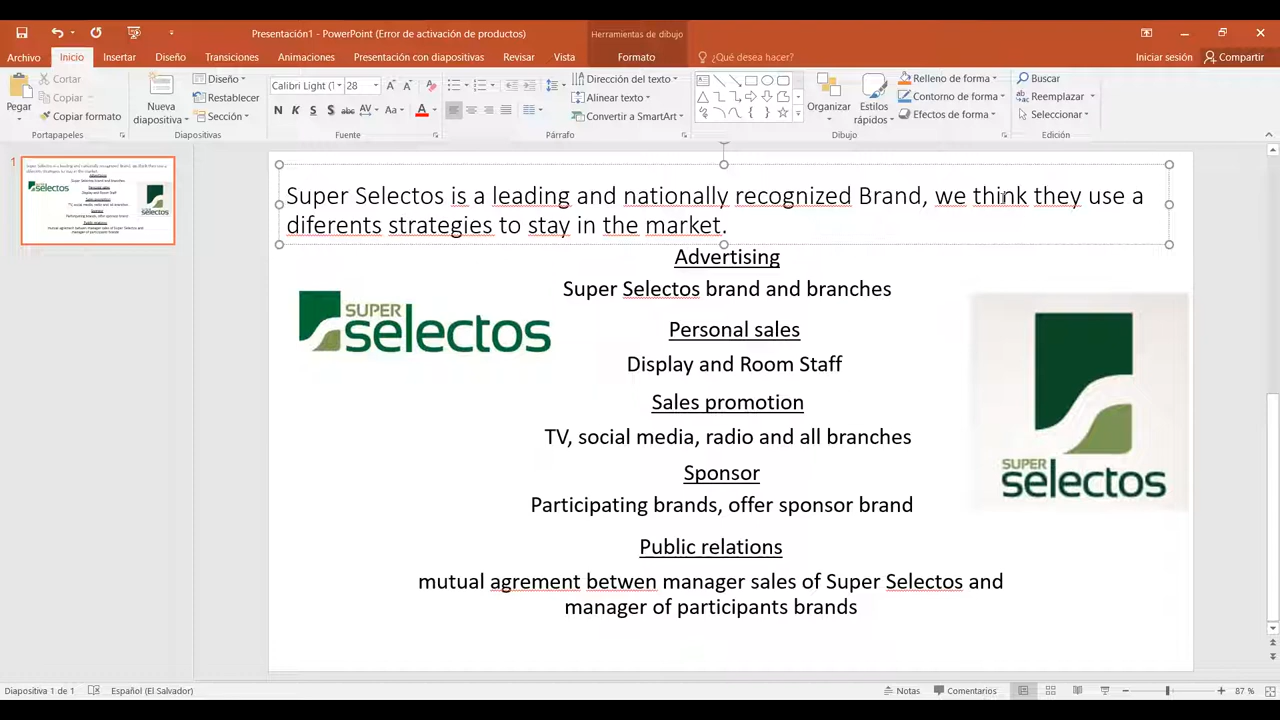 Presentación1 - PowerPoint (Error de activación de productos)
Herramientas de dibujo
Archivo Inicio Insertar Diseño Transiciones Animaciones Presentación con diapositivas Revisar Vista Formato ¿Qué desea hacer? Iniciar sesión Compartir
Pegar
Cortar
Copiar
Copiar formato
Portapapeles
Nueva
diapositiva
Diseño
Restablecer
Sección
Diapositivas
Calibri Light (T 28
N K S S abc AV Aa A
Fuente
Dirección del texto
Alinear texto
Convertir a SmartArt
Párrafo
Organizar
Estilos
rápidos
Relleno de forma
Contorno de forma
Efectos de forma
Dibujo
Buscar
Reemplazar
Seleccionar
Edición
1
Super Selectos is a leading and nationally recognized Brand, we think they use a
diferents strategies to stay in the market.
Advertising
Super Selectos brand and branches
SUPER
selectos
Personal sales
Display and Room Staff
Sales promotion
TV, social media, radio and all branches
Sponsor
Participating brands, offer sponsor brand
SUPER
selectos
Public relations
mutual agrement betwen manager sales of Super Selectos and
manager of participants brands
Diapositiva 1 de 1 Español (El Salvador) Notas Comentarios 87 %